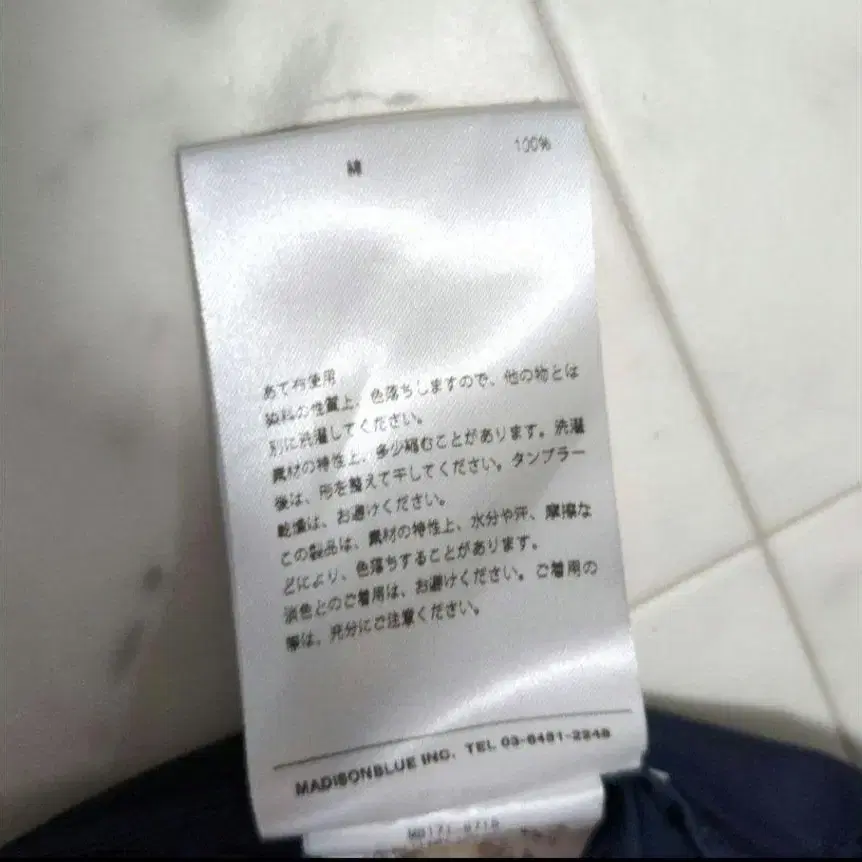 綿 100%
あて布使用
染料の性質上、色落ちしますので、他の物とは
別に洗濯してください。
素材の特性上、多少縮むことがあります。洗濯
後は、形を整えて干してください。タンブラー
乾燥は、お避けください。
この製品は、素材の特性上、水分や汗、摩擦な
どにより、色落ちすることがあります。
淡色とのご着用は、お避けください。ご着用の
際は、充分にご注意ください。
MADISONBLUE INC. TEL 03-6451-2248